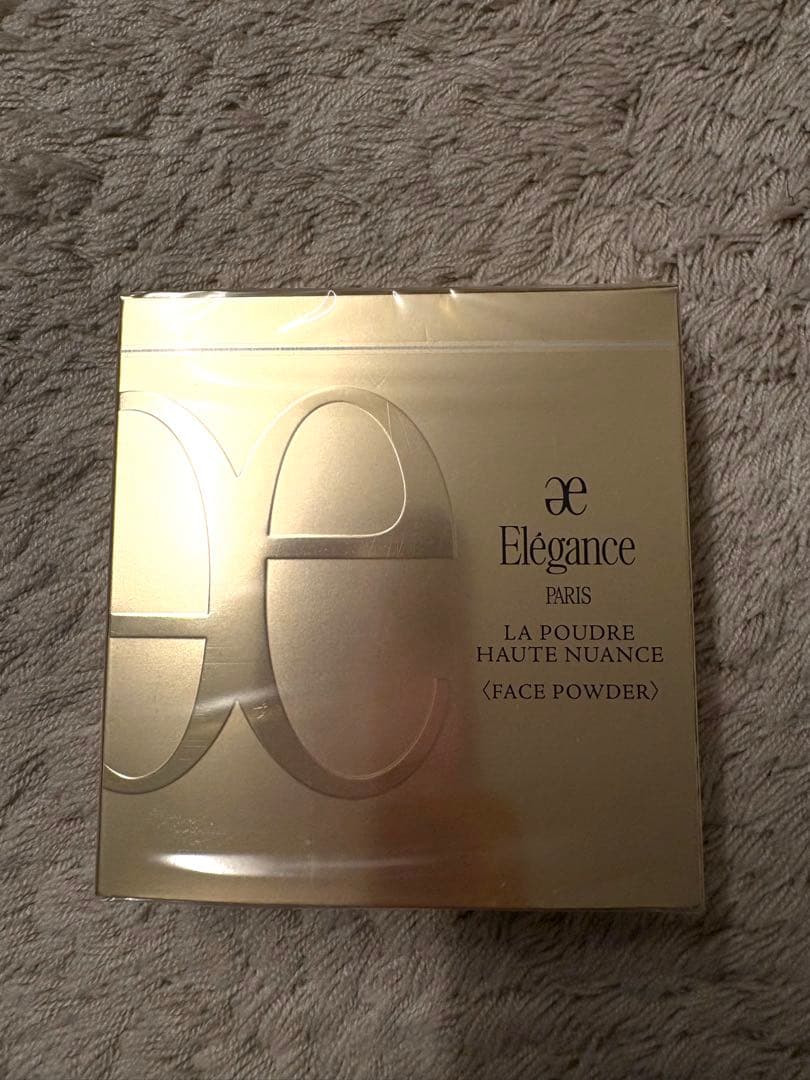 Elégance
PARIS
LA POUDRE
HAUTE NUANCE
〈FACE POWDER〉